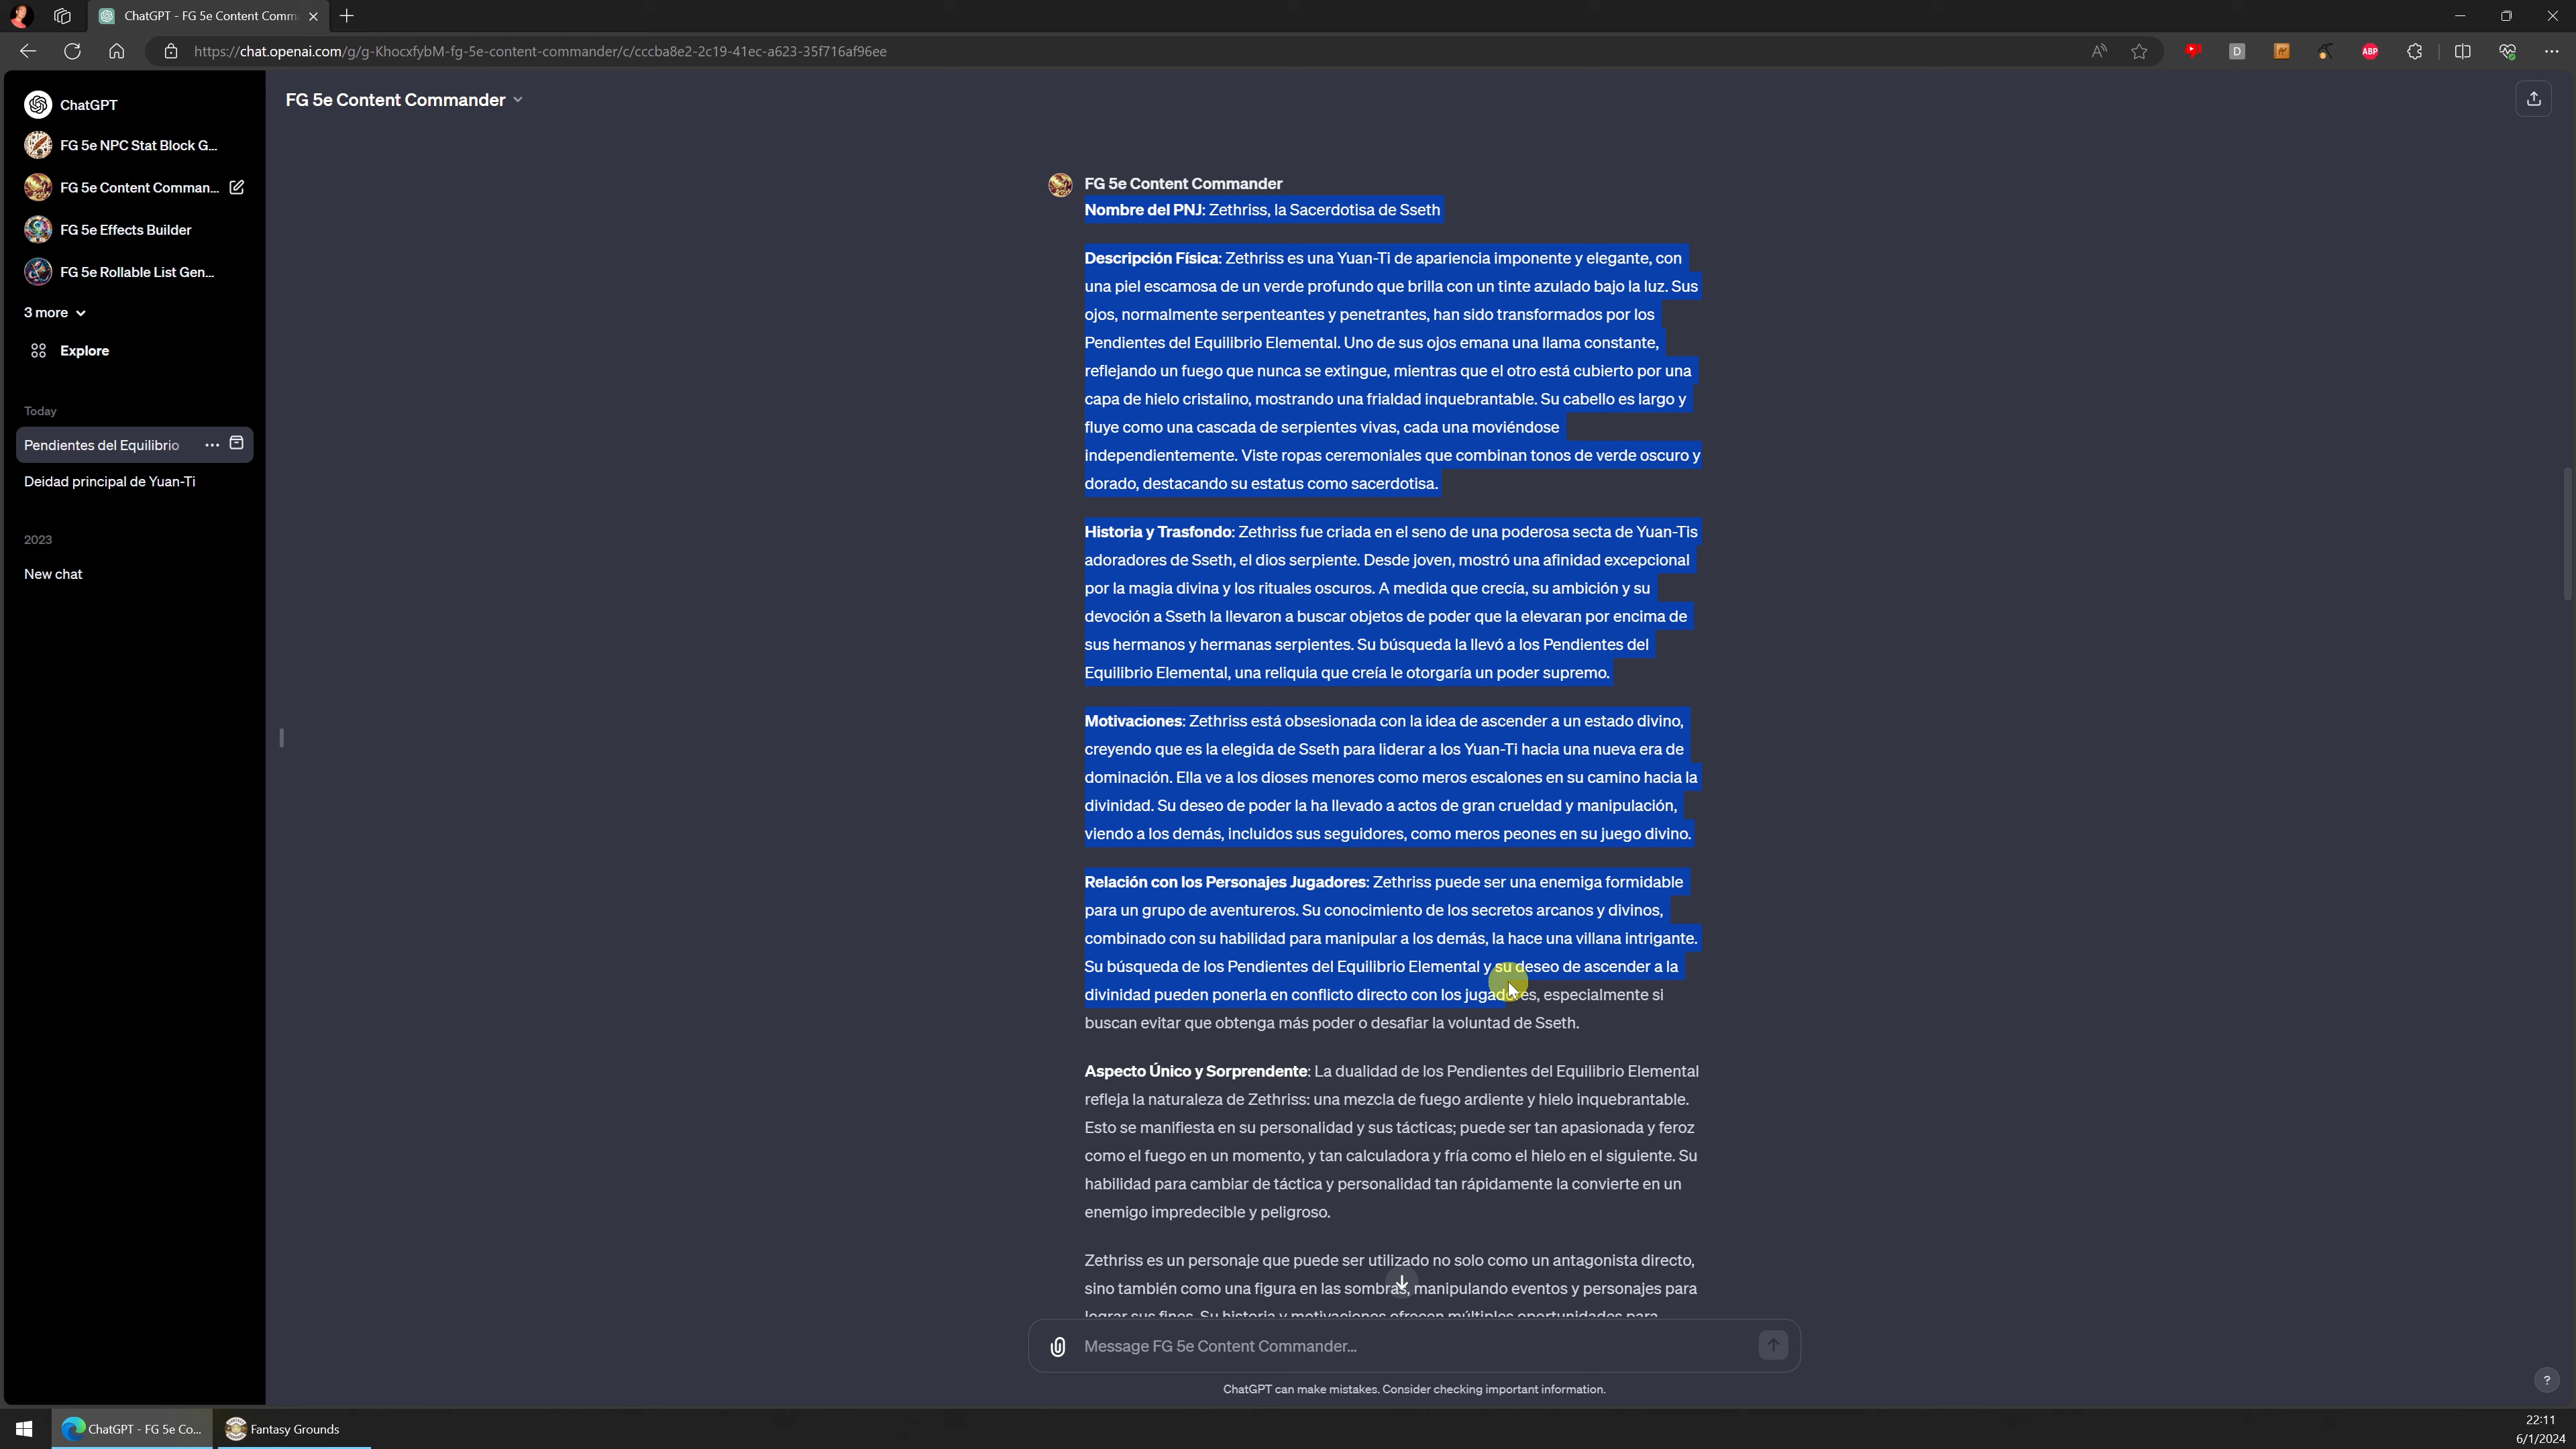 ChatGPT - FG 5e Content Comm
https://chat.openai.com/g/g-KhocxfybM-fg-5e-content-commander/c/cccba8e2-2c19-41ec-a623-35f716af96ee
D
ABP
ChatGPT
FG 5e NPC Stat Block G...
FG 5e Content Comman...
FG 5e Effects Builder
FG 5e Rollable List Gen...
3 more
Explore
Today
Pendientes del Equilibrio
Deidad principal de Yuan-Ti
2023
New chat
FG 5e Content Commander
FG 5e Content Commander
Nombre del PNJ: Zethriss, la Sacerdotisa de Sseth
Descripción Física: Zethriss es una Yuan-Ti de apariencia imponente y elegante, con
una piel escamosa de un verde profundo que brilla con un tinte azulado bajo la luz. Sus
ojos, normalmente serpenteantes y penetrantes, han sido transformados por los
Pendientes del Equilibrio Elemental. Uno de sus ojos emana una llama constante,
reflejando un fuego que nunca se extingue, mientras que el otro está cubierto por una
capa de hielo cristalino, mostrando una frialdad inquebrantable. Su cabello es largo y
fluye como una cascada de serpientes vivas, cada una moviéndose
independientemente. Viste ropas ceremoniales que combinan tonos de verde oscuro y
dorado, destacando su estatus como sacerdotisa.
Historia y Trasfondo: Zethriss fue criada en el seno de una poderosa secta de Yuan-Tis
adoradores de Sseth, el dios serpiente. Desde joven, mostró una afinidad excepcional
por la magia divina y los rituales oscuros. A medida que crecía, su ambición y su
devoción a Sseth la llevaron a buscar objetos de poder que la elevaran por encima de
sus hermanos y hermanas serpientes. Su búsqueda la llevó a los Pendientes del
Equilibrio Elemental, una reliquia que creía le otorgaría un poder supremo.
Motivaciones: Zethriss está obsesionada con la idea de ascender a un estado divino,
creyendo que es la elegida de Sseth para liderar a los Yuan-Ti hacia una nueva era de
dominación. Ella ve a los dioses menores como meros escalones en su camino hacia la
divinidad. Su deseo de poder la ha llevado a actos de gran crueldad y manipulación,
viendo a los demás, incluidos sus seguidores, como meros peones en su juego divino.
Relación con los Personajes Jugadores: Zethriss puede ser una enemiga formidable
para un grupo de aventureros. Su conocimiento de los secretos arcanos y divinos,
combinado con su habilidad para manipular a los demás, la hace una villana intrigante.
Su búsqueda de los Pendientes del Equilibrio Elemental y su deseo de ascender a la
divinidad pueden ponerla en conflicto directo con los jugadores, especialmente si
buscan evitar que obtenga más poder o desafiar la voluntad de Sseth.
Aspecto Único y Sorprendente: La dualidad de los Pendientes del Equilibrio Elemental
refleja la naturaleza de Zethriss: una mezcla de fuego ardiente y hielo inquebrantable.
Esto se manifiesta en su personalidad y sus tácticas; puede ser tan apasionada y feroz
como el fuego en un momento, y tan calculadora y fría como el hielo en el siguiente. Su
habilidad para cambiar de táctica y personalidad tan rápidamente la convierte en un
enemigo impredecible y peligroso.
Zethriss es un personaje que puede ser utilizado no solo como un antagonista directo,
sino también como una figura en las sombras, manipulando eventos y personajes para
lograr sus fines. Su historia y motivaciones ofrecen múltiples oportunidades para
Message FG 5e Content Commander...
ChatGPT can make mistakes. Consider checking important information.
?
ChatGPT - FG 5e Co...
Fantasy Grounds
22:11
6/1/2024